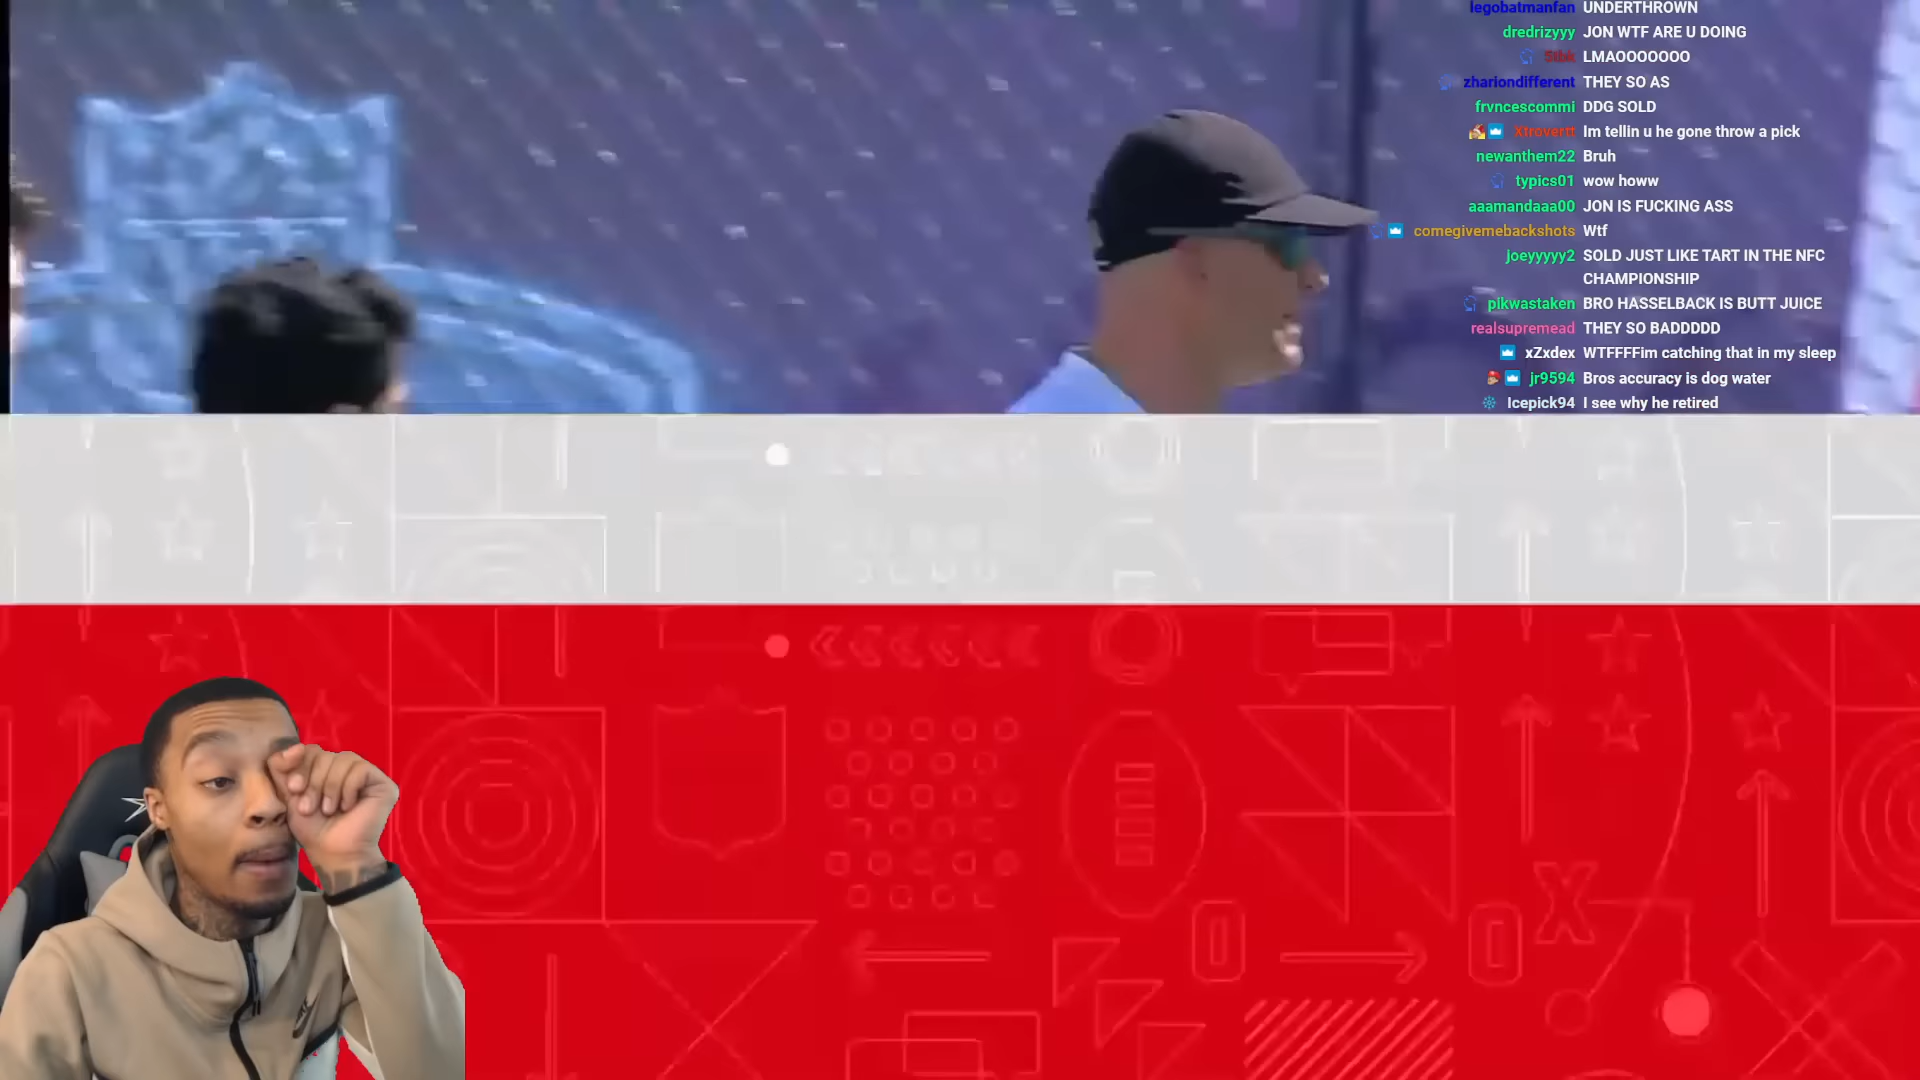 legobatmanfan UNDERTHROWN
dredrizyyy JON WTF ARE U DOING
LMAOOOOOOO
zhariondifferent THEY SO AS
frvncescommi DDG SOLD
Xtrovertt Im tellin u he gone throw a pick
newanthem22 Bruh
typics01 wow howw
aaamandaaa00 JON IS FUCKING ASS
comegivemebackshots Wtf
joeyyyyy2 SOLD JUST LIKE TART IN THE NFC
CHAMPIONSHIP
plkwastaken BRO HASSELBACK IS BUTT JUICE
realsupremead THEY SO BADDDDD
xZxdex WTFFFFim catching that in my sleep
jr9594 Bros accuracy is dog water
Icepick94 I see why he retired